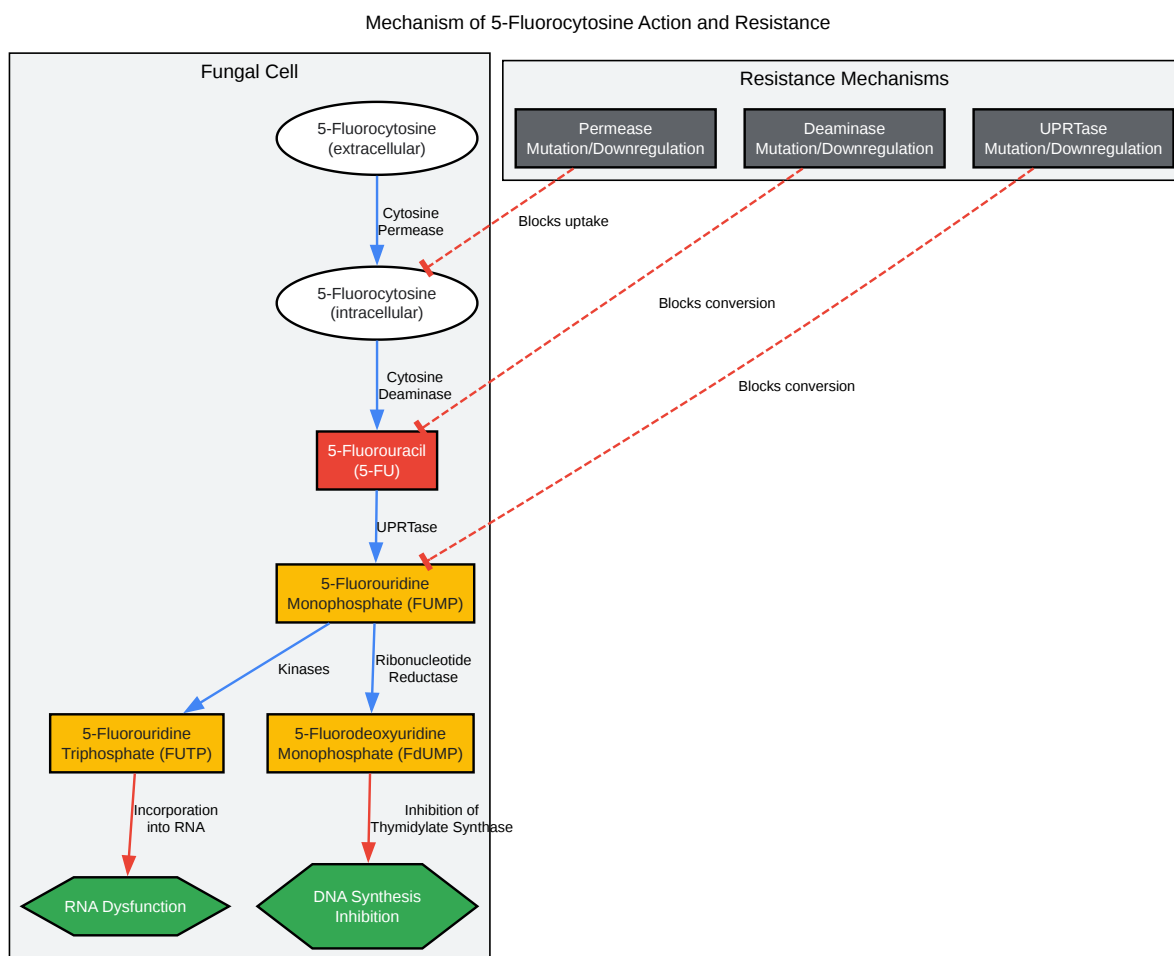 Mechanism of 5-Fluorocytosine Action and Resistance
Fungal Cell
Resistance Mechanisms
5-Fluorocytosine
(extracellular)
Permease
Mutation/Downregulation
Deaminase
Mutation/Downregulation
UPRTase
Mutation/Downregulation
Cytosine
Permease
Blocks uptake
5-Fluorocytosine
(intracellular)
Blocks conversion
Cytosine
Deaminase
Blocks conversion
5-Fluorouracil
(5-FU)
UPRTase
5-Fluorouridine
Monophosphate (FUMP)
Kinases
Ribonucleotide
Reductase
5-Fluorouridine
Triphosphate (FUTP)
5-Fluorodeoxyuridine
Monophosphate (FdUMP)
Incorporation
into RNA
Inhibition of
Thymidylate Synthase
RNA Dysfunction
DNA Synthesis
Inhibition